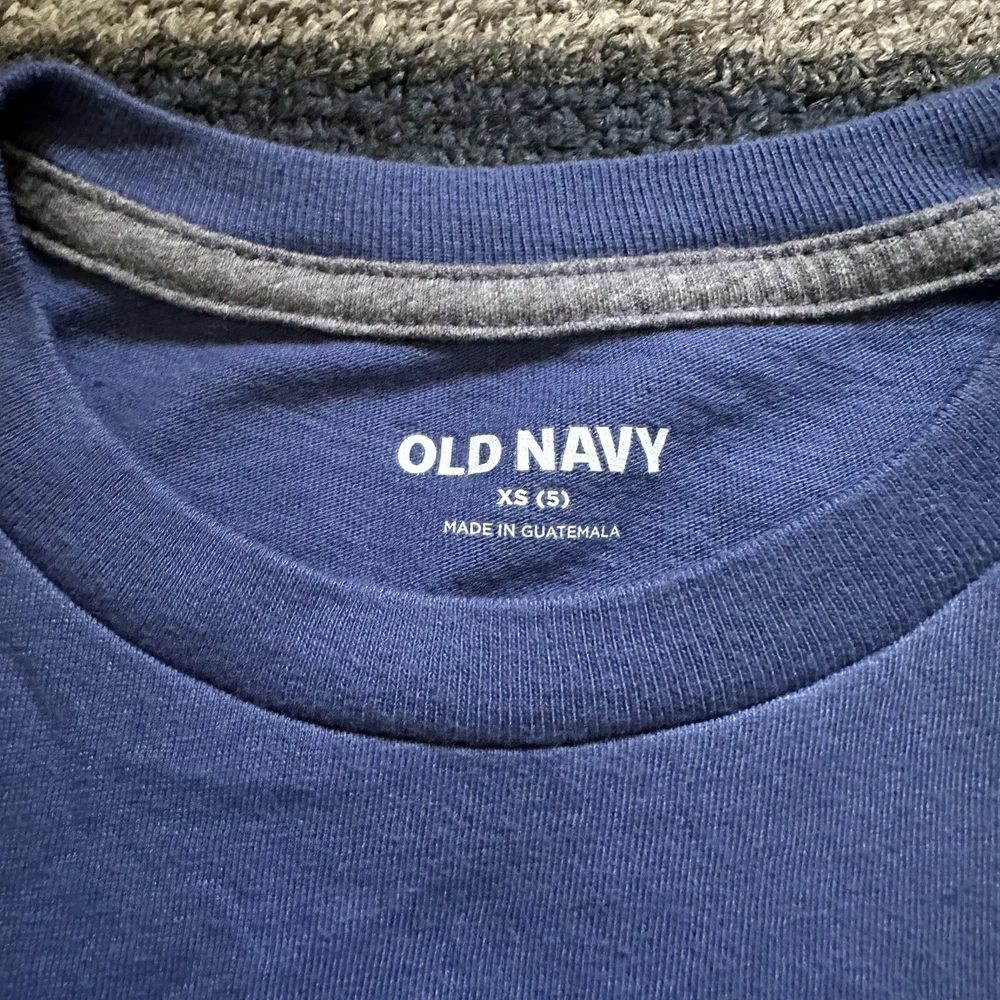 OLD NAVY
XS (5)
MADE IN GUATEMALA